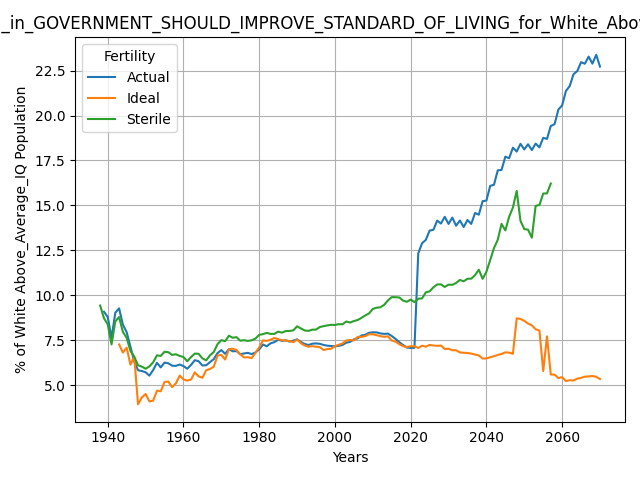 _in_GOVERNMENT_SHOULD_IMPROVE_STANDARD_OF_LIVING_for_White_Abov
Fertility
Actual
Ideal
Sterile
% of White Above_Average_IQ Population
22.5
20.0
17.5
15.0
12.5
10.0
7.5
5.0
1940 1960 1980 2000 2020 2040 2060
Years